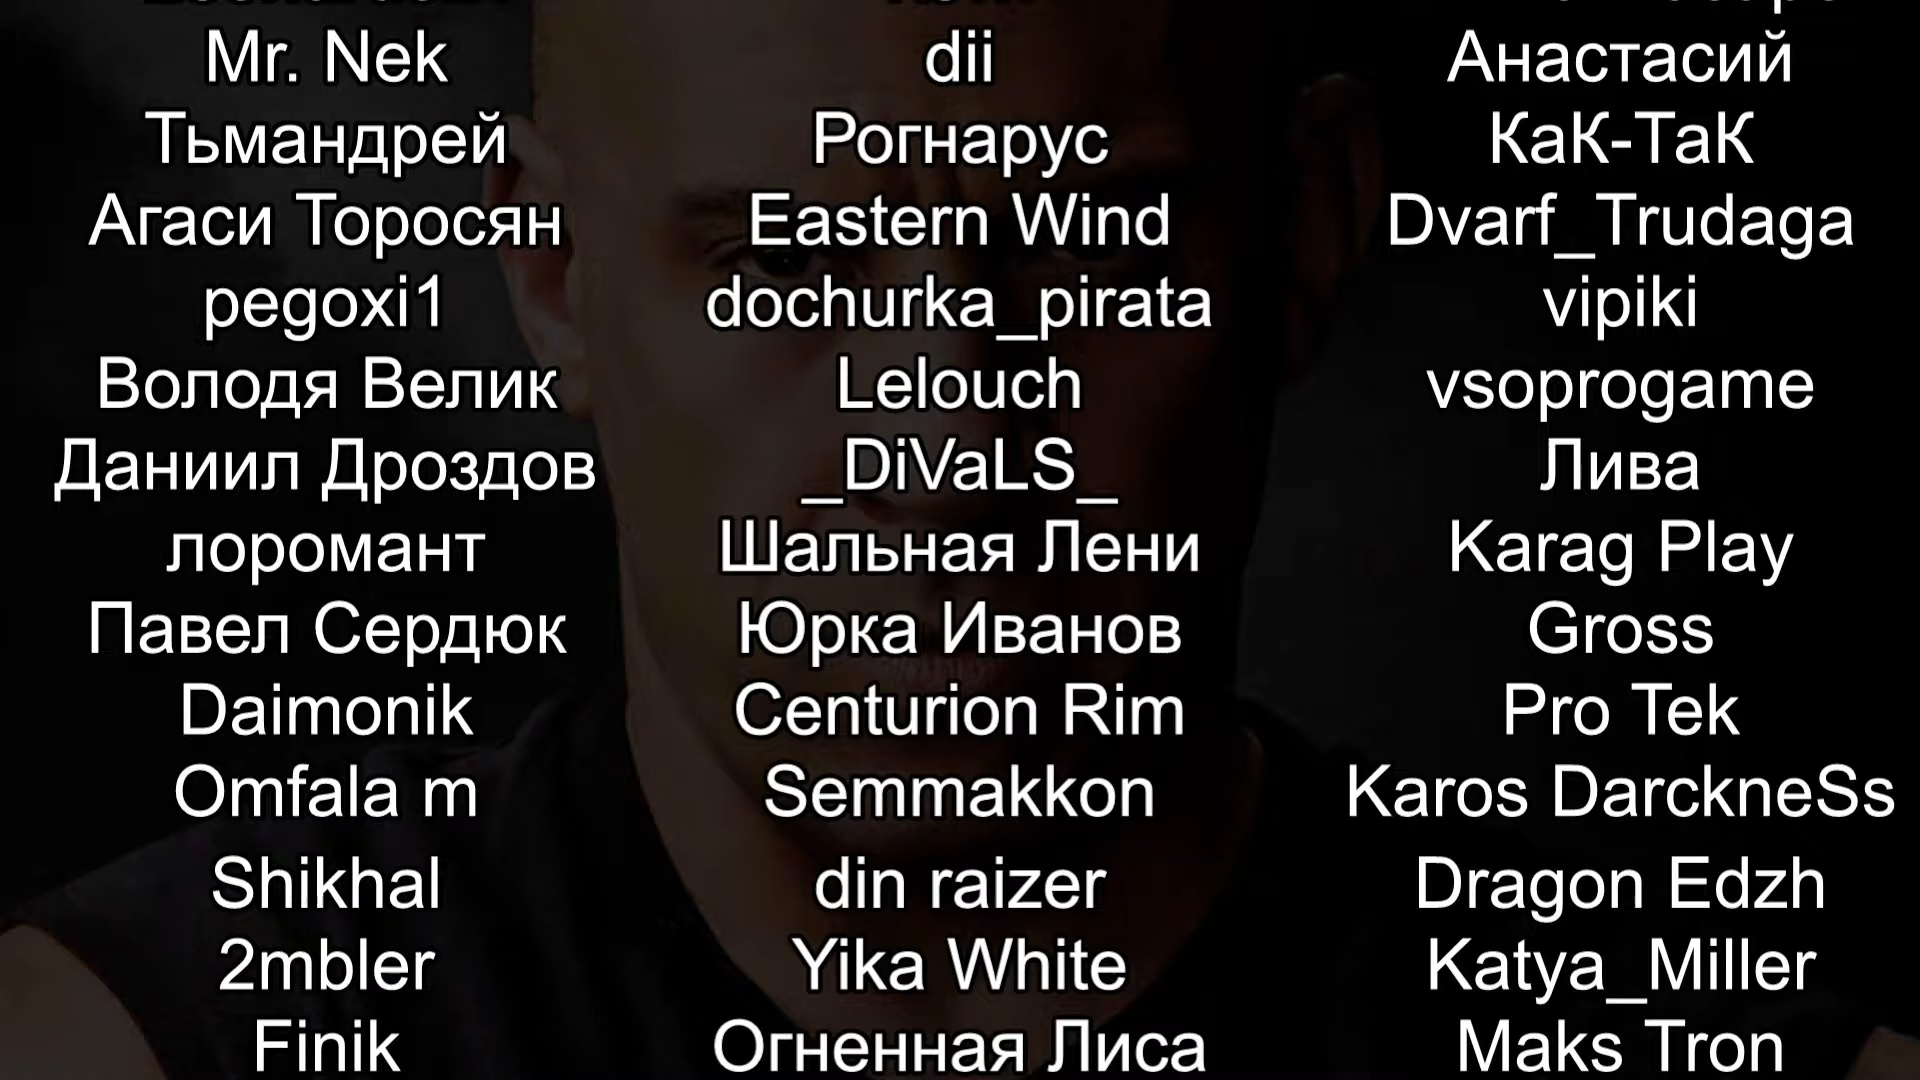 Mr. Nek
dii
Анастасий
Тьмандрей
Рогнарус
КаК-ТаК
Агаси Торосян
Eastern Wind
Dvarf_Trudaga
pegoxi1
dochurka_pirata
vipiki
Володя Велик
Lelouch
vsoprogame
Даниил Дроздов
_DiVaLS_
Лива
лоромант
Шальная Лени
Karag Play
Павел Сердюк
Юрка Иванов
Gross
Daimonik
Centurion Rim
Pro Tek
Omfala m
Semmakkon
Karos DarckneSs
Shikhal
din raizer
Dragon Edzh
2mbler
Yika White
Katya_Miller
Finik
Огненная Лиса
Maks Tron